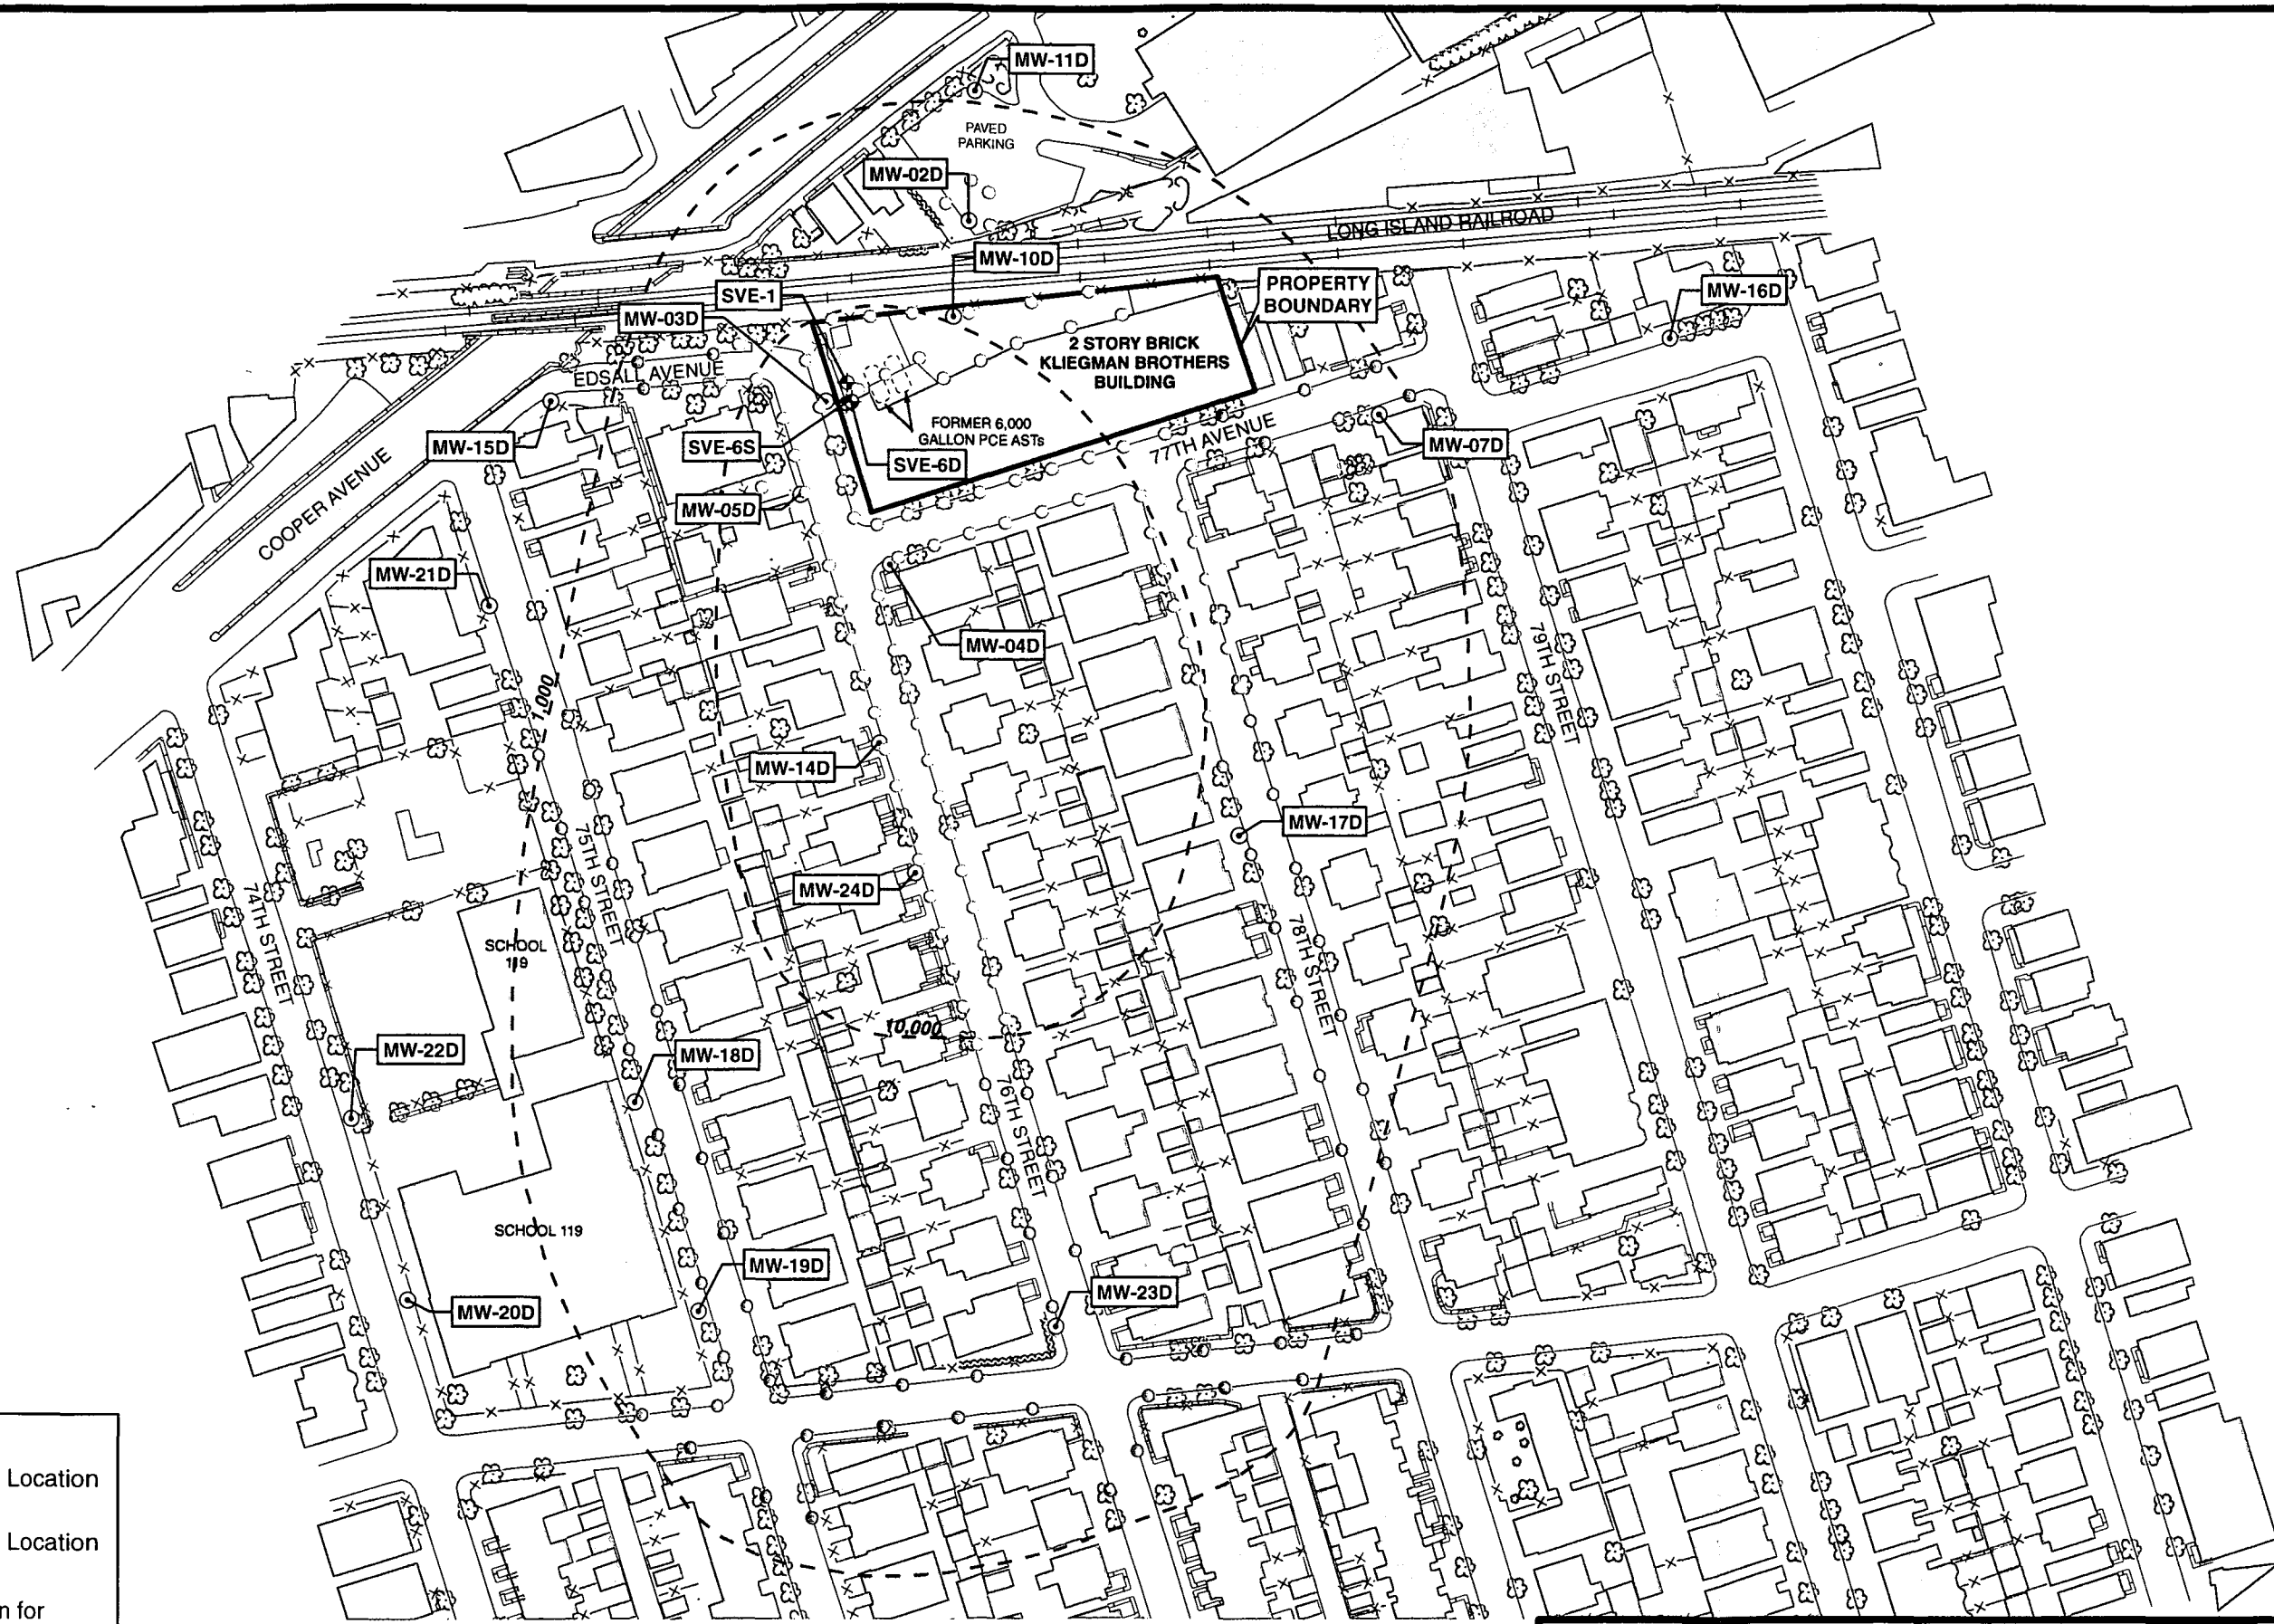 MW-11D
PAVED
PARKING
MW-02D
LONG ISLAND RAILROAD
MW-10D
SVE-1
PROPERTY
BOUNDARY
MW-16D
MW-03D
2 STORY BRICK
KLIEGMAN BROTHERS
BUILDING
EDSALL AVENUE
FORMER 6,000
GALLON PCE ASTs
MW-15D
SVE-6S
SVE-6D
77TH AVENUE
MW-07D
COOPER AVENUE
MW-05D
MW-21D
MW-04D
79TH STREET
1,000
MW-14D
MW-17D
75TH STREET
MW-24D
74TH STREET
SCHOOL
119
78TH STREET
10,000
MW-22D
MW-18D
76TH STREET
SCHOOL 119
MW-19D
MW-23D
MW-20D
Location
Location
n for